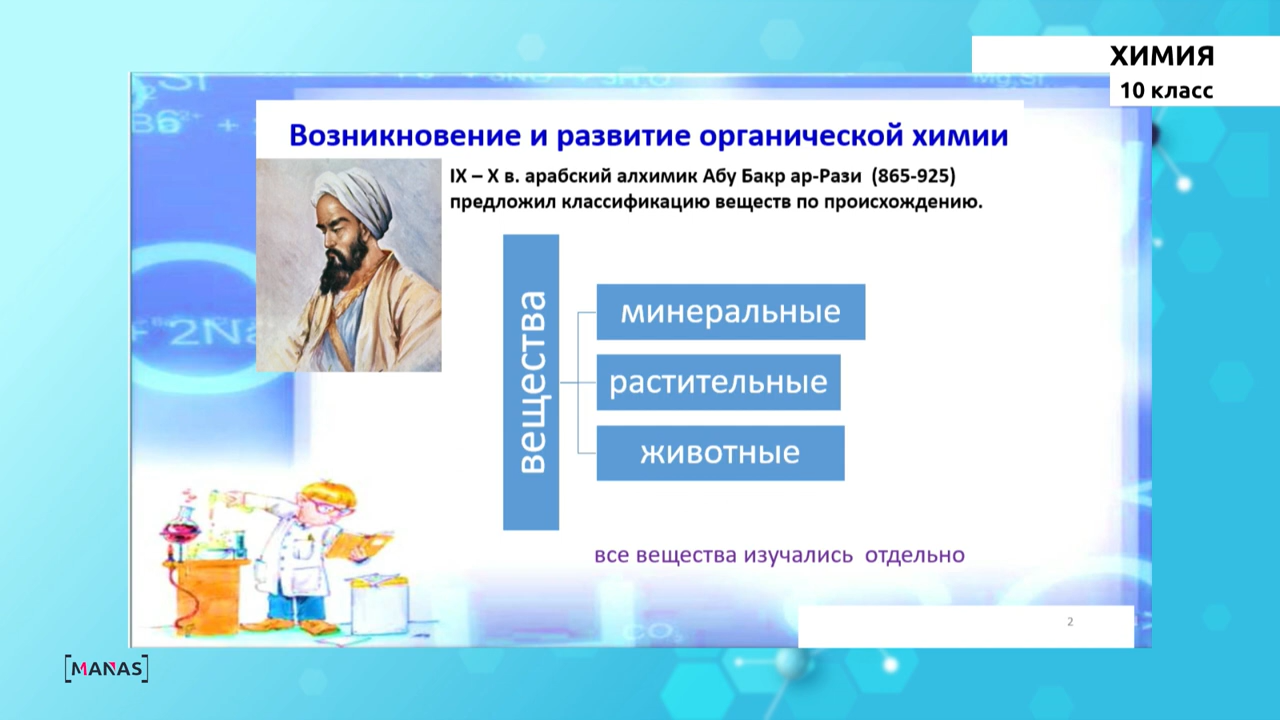 ХИМИЯ
10 класс
Возникновение и развитие органической химии
IX – X в. арабский алхимик Абу Бакр ар-Рази (865-925)
предложил классификацию веществ по происхождению.
вещества
минеральные
растительные
животные
все вещества изучались отдельно
2
[MANAS]